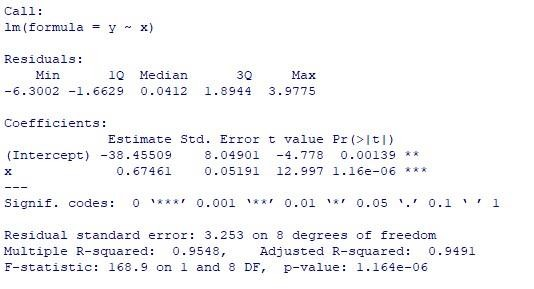 Call:
lm(formula = y ~ x)
Residuals:
Min 1Q Median 3Q Max
-6.3002 -1.6629 0.0412 1.8944 3.9775
Coefficients:
Estimate Std. Error t value Pr(>|t|)
(Intercept) -38.45509 8.04901 -4.778 0.00139 **
x 0.67461 0.05191 12.997 1.16e-06 ***
---
Signif. codes: 0 ‘***’ 0.001 ‘**’ 0.01 ‘*’ 0.05 ‘.’ 0.1 ‘ ’ 1
Residual standard error: 3.253 on 8 degrees of freedom
Multiple R-squared: 0.9548, Adjusted R-squared: 0.9491
F-statistic: 168.9 on 1 and 8 DF, p-value: 1.164e-06